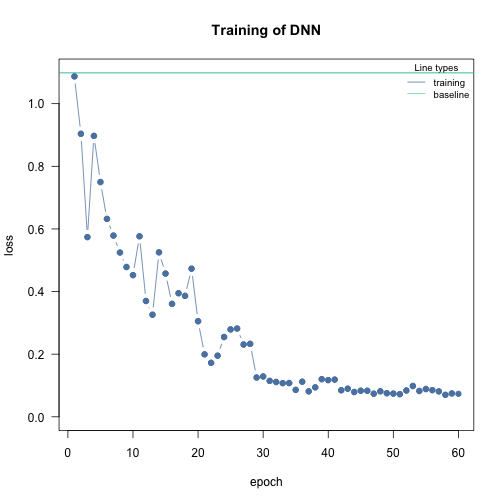 Training of DNN
Line types
training
baseline
loss
1.0
0.8
0.6
0.4
0.2
0.0
0 10 20 30 40 50 60
epoch